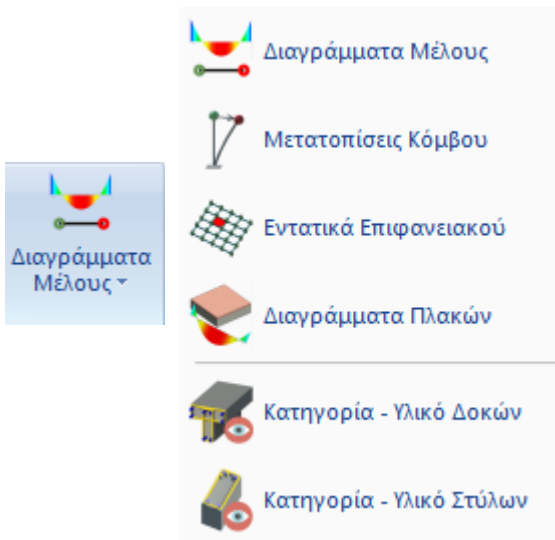 Διαγράμματα
Μέλους
Διαγράμματα Μέλους
Μετατοπίσεις Κόμβου
Εντατικά Επιφανειακού
Διαγράμματα Πλακών
Κατηγορία - Υλικό Δοκών
Κατηγορία - Υλικό Στύλων